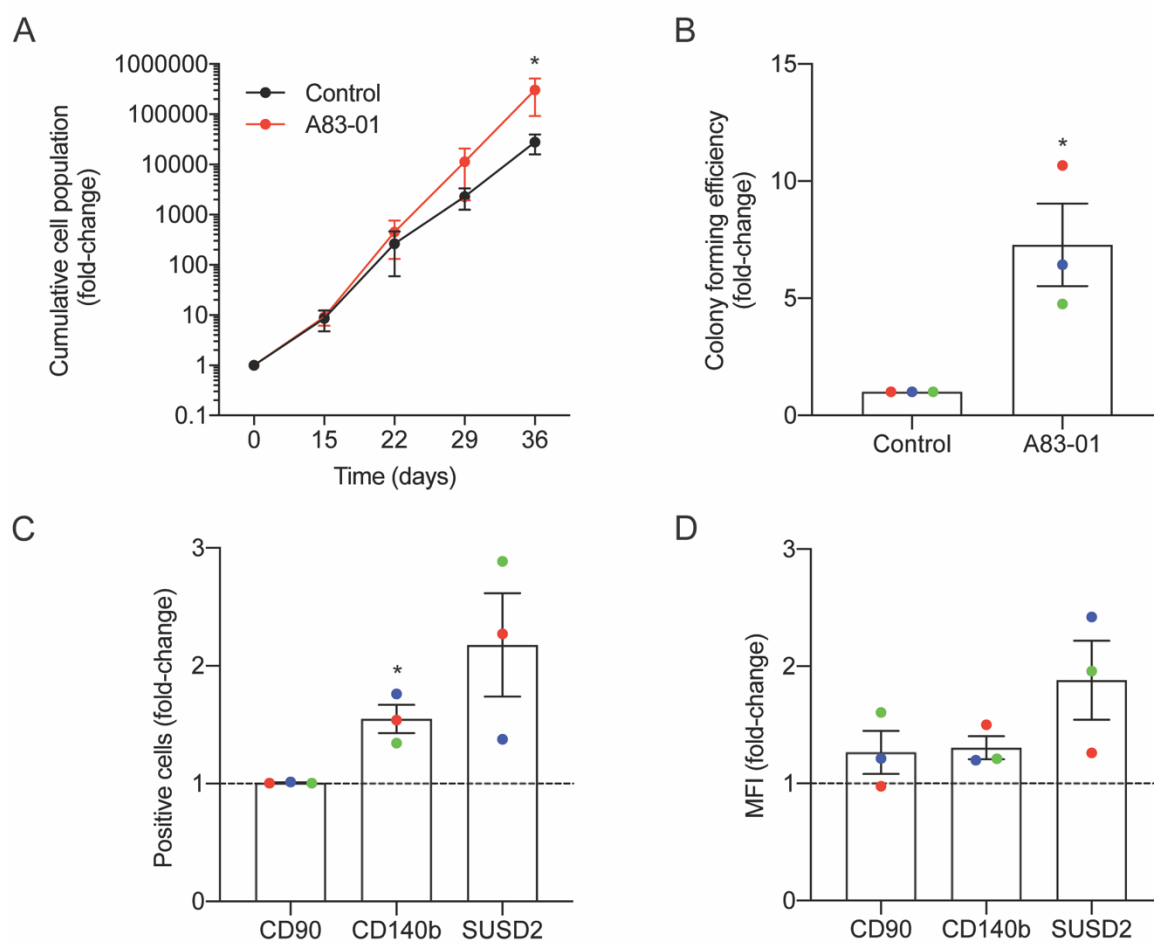 A
Cumulative cell population
(fold-change)
1000000
100000
10000
1000
100
10
1
0.1
*
Control
A83-01
0 15 22 29 36
Time (days)
B
Colony forming efficiency
(fold-change)
15
10
5
0
*
Control A83-01
C
Positive cells (fold-change)
3
2
1
0
*
CD90 CD140b SUSD2
D
MFI (fold-change)
3
2
1
0
CD90 CD140b SUSD2